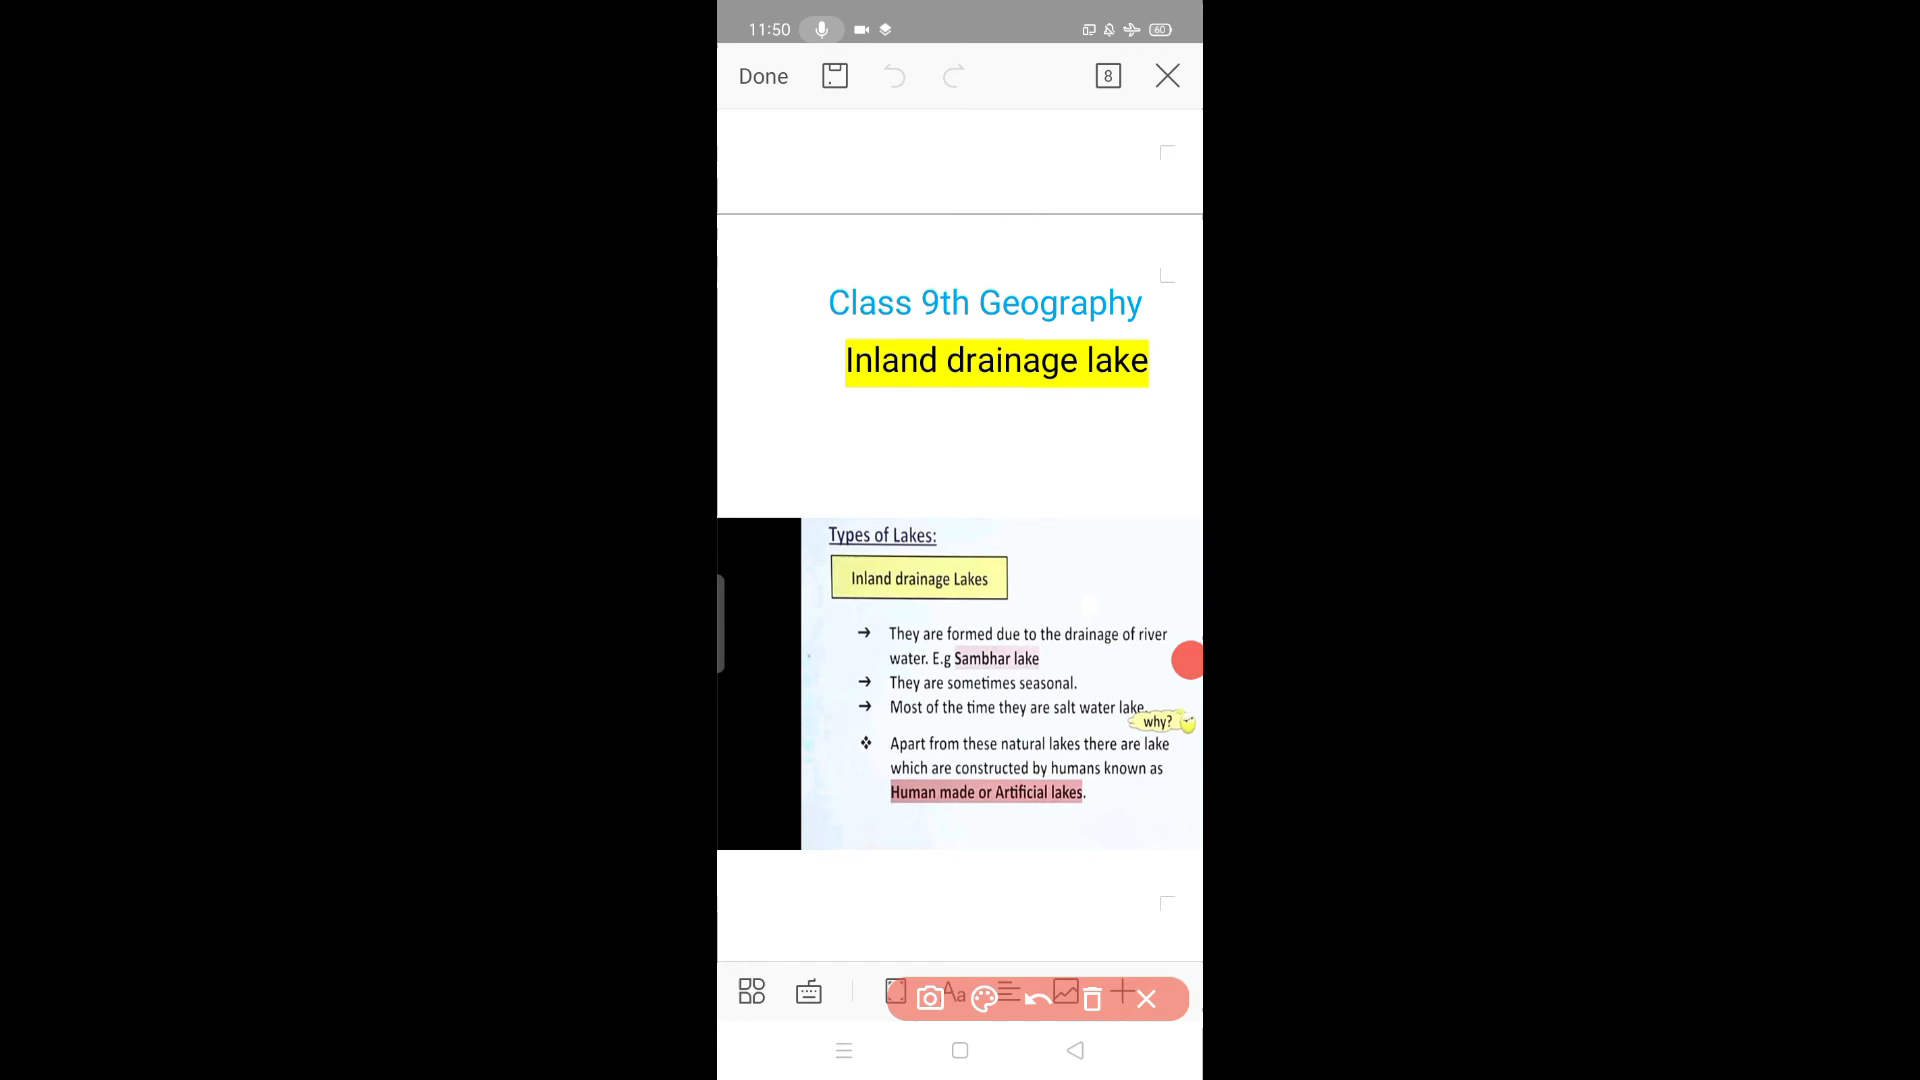 11:50
60
Done
8
Class 9th Geography
Inland drainage lake
Types of Lakes:
Inland drainage Lakes
→ They are formed due to the drainage of river
water. E.g Sambhar lake
→ They are sometimes seasonal.
→ Most of the time they are salt water lake.
why?
❖ Apart from these natural lakes there are lake
which are constructed by humans known as
Human made or Artificial lakes.
Aa